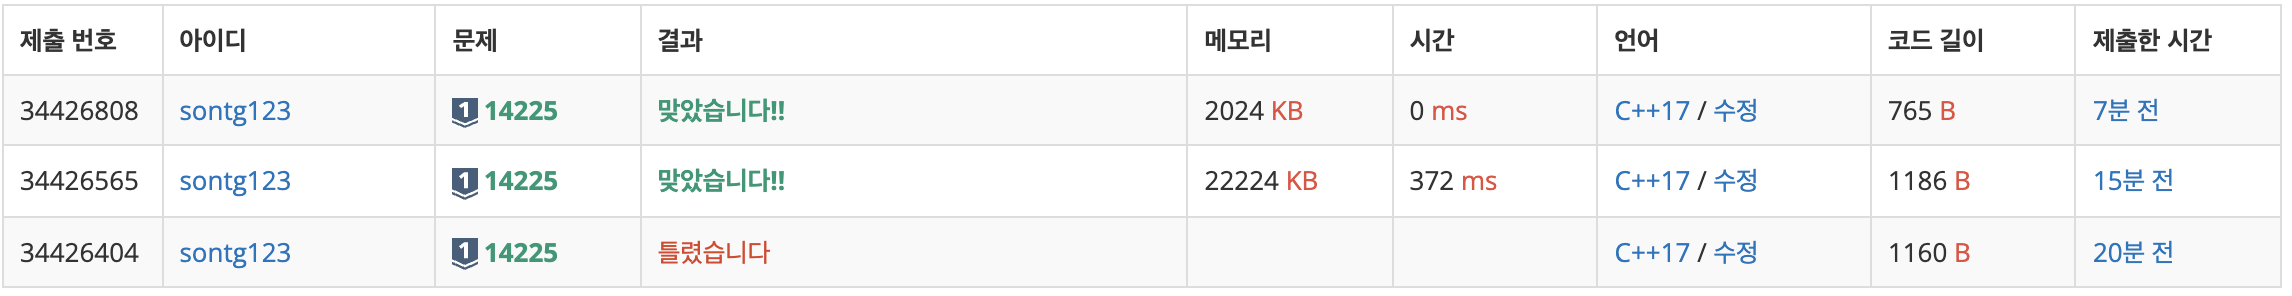 제출 번호 아이디 문제 결과 메모리 시간 언어 코드 길이 제출한 시간
34426808 sontg123 1 14225 맞았습니다!! 2024 KB 0 ms C++17 / 수정 765 B 7분 전
34426565 sontg123 1 14225 맞았습니다!! 22224 KB 372 ms C++17 / 수정 1186 B 15분 전
34426404 sontg123 1 14225 틀렸습니다 C++17 / 수정 1160 B 20분 전